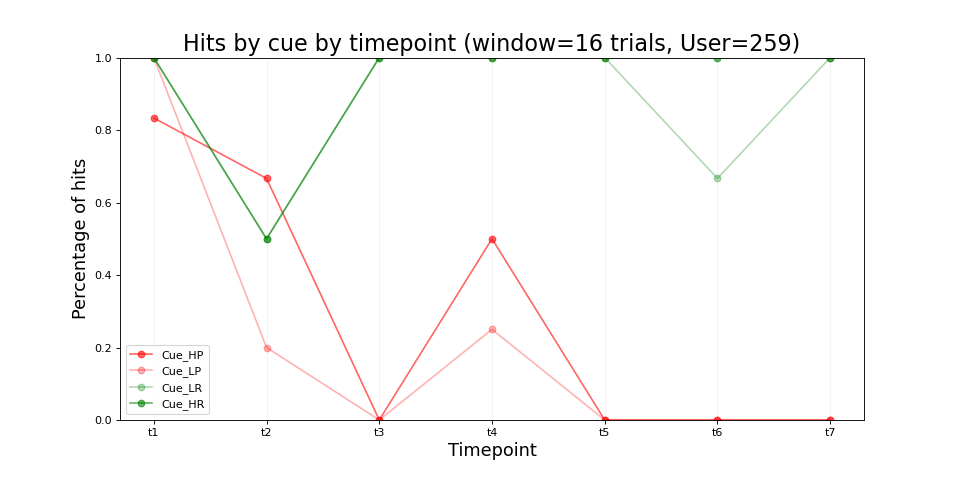 Hits by cue by timepoint (window=16 trials, User=259)
Percentage of hits
1.0
0.8
0.6
0.4
0.2
0.0
Cue_HP
Cue_LP
Cue_LR
Cue_HR
t1 t2 t3 t4 t5 t6 t7
Timepoint